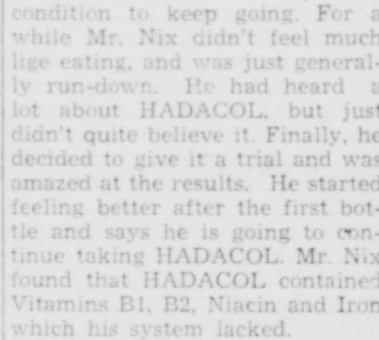 condition to keep going. For a
while Mr. Nix didn't feel much
lige eating, and was just general-
ly run-down. He had heard a
lot about HADACOL, but just
didn't quite believe it. Finally, he
decided to give it a trial and was
amazed at the results. He started
feeling better after the first bot-
tle and says he is going to con-
tinue taking HADACOL. Mr. Nix
found that HADACOL contained
Vitamins B1, B2, Niacin and Iron
which his system lacked.